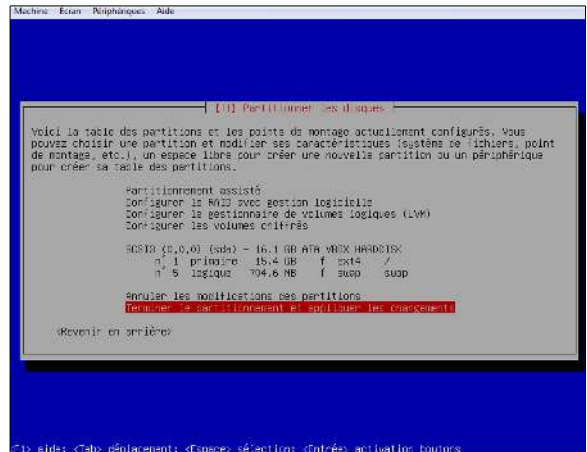 Machine Écran Périphériques Aide
[!!] Partitionner les disques
Voici la table des partitions et les points de montage actuellement configurés. Vous
pouvez choisir une partition et modifier ses caractéristiques (système de fichiers, point
de montage, etc.), un espace libre pour créer une nouvelle partition ou un périphérique
pour créer sa table des partitions.
Partitionnement assisté
Configurer le RAID avec gestion logicielle
Configurer le gestionnaire de volumes logiques (LVM)
Configurer les volumes chiffrés
SCSI3 (0,0,0) (sda) - 16.1 GB ATA VBOX HARDDISK
n° 1 primaire 15.4 GB f ext4 /
n° 5 logique 704.6 MB f swap swap
Annuler les modifications des partitions
Terminer le partitionnement et appliquer les changements
<Revenir en arrière>
<F1> aide; <Tab> déplacement; <Espace> sélection; <Entrée> activation boutons